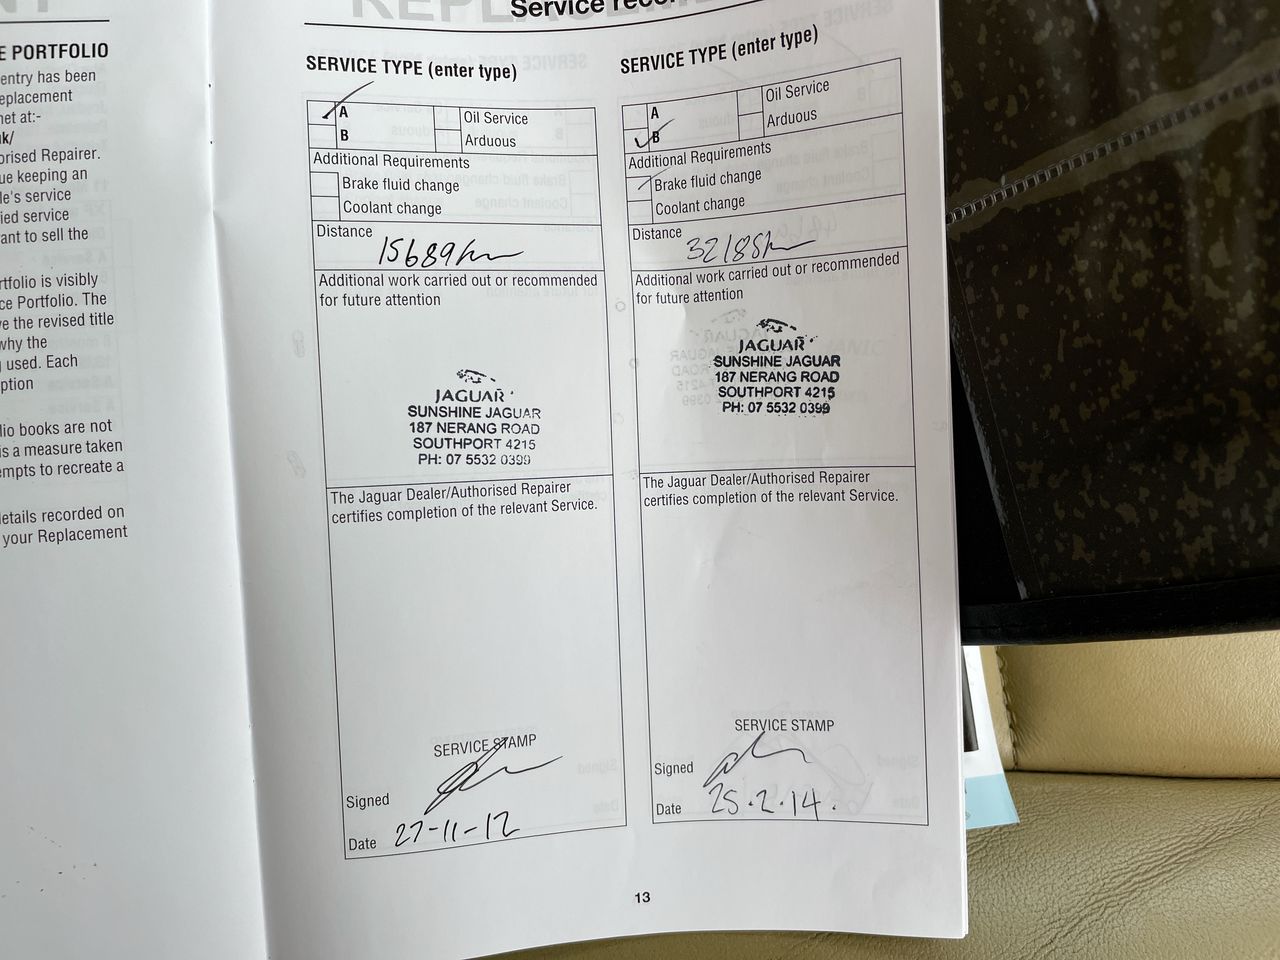 E PORTFOLIO
entry has been
eplacement
net at:-
uk/
orised Repairer.
ue keeping an
le's service
ied service
ant to sell the
rtfolio is visibly
ce Portfolio. The
ve the revised title
why the
g used. Each
ption
lio books are not
is a measure taken
empts to recreate a
details recorded on
your Replacement
Service reco
SERVICE TYPE (enter type)
A Oil Service
B Arduous
Additional Requirements
Brake fluid change
Coolant change
Distance
15689km
Additional work carried out or recommended
for future attention
JAGUAR
SUNSHINE JAGUAR
187 NERANG ROAD
SOUTHPORT 4215
PH: 07 5532 0399
The Jaguar Dealer/Authorised Repairer
certifies completion of the relevant Service.
SERVICE STAMP
Signed
Date 27-11-12
SERVICE TYPE (enter type)
A Oil Service
B Arduous
Additional Requirements
Brake fluid change
Coolant change
Distance
32185km
Additional work carried out or recommended
for future attention
JAGUAR
SUNSHINE JAGUAR
187 NERANG ROAD
SOUTHPORT 4215
PH: 07 5532 0399
The Jaguar Dealer/Authorised Repairer
certifies completion of the relevant Service.
SERVICE STAMP
Signed
Date 25.2.14.
13